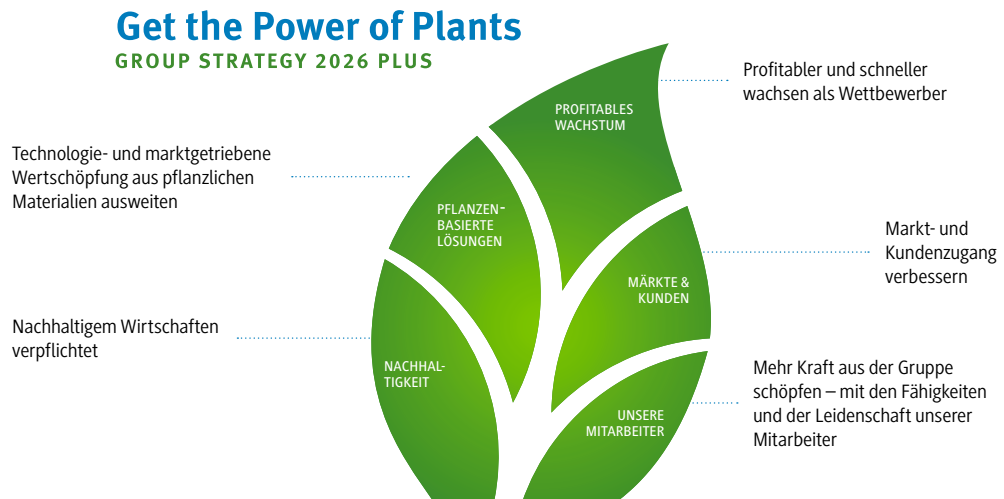 Get the Power of Plants
GROUP STRATEGY 2026 PLUS
Profitabler und schneller
wachsen als Wettbewerber
PROFITABLES
WACHSTUM
Technologie- und marktgetriebene
Wertschöpfung aus pflanzlichen
Materialien ausweiten
PFLANZEN-
BASIERTE
LÖSUNGEN
Markt- und
Kundenzugang
verbessern
MÄRKTE &
KUNDEN
Nachhaltigem Wirtschaften
verpflichtet
NACHHAL-
TIGKEIT
Mehr Kraft aus der Gruppe
schöpfen – mit den Fähigkeiten
und der Leidenschaft unserer
Mitarbeiter
UNSERE
MITARBEITER